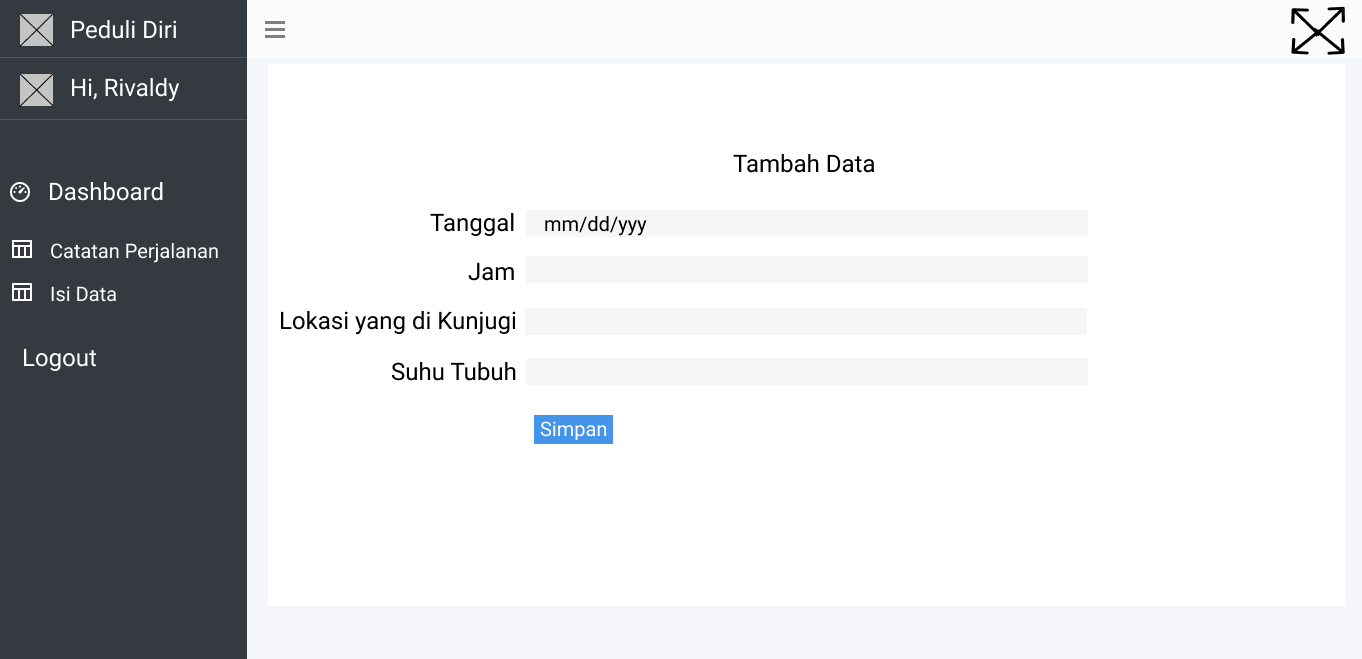 Peduli Diri
Hi, Rivaldy
Dashboard
Catatan Perjalanan
Isi Data
Logout
Tambah Data
Tanggal mm/dd/yyy
Jam
Lokasi yang di Kunjugi
Suhu Tubuh
Simpan